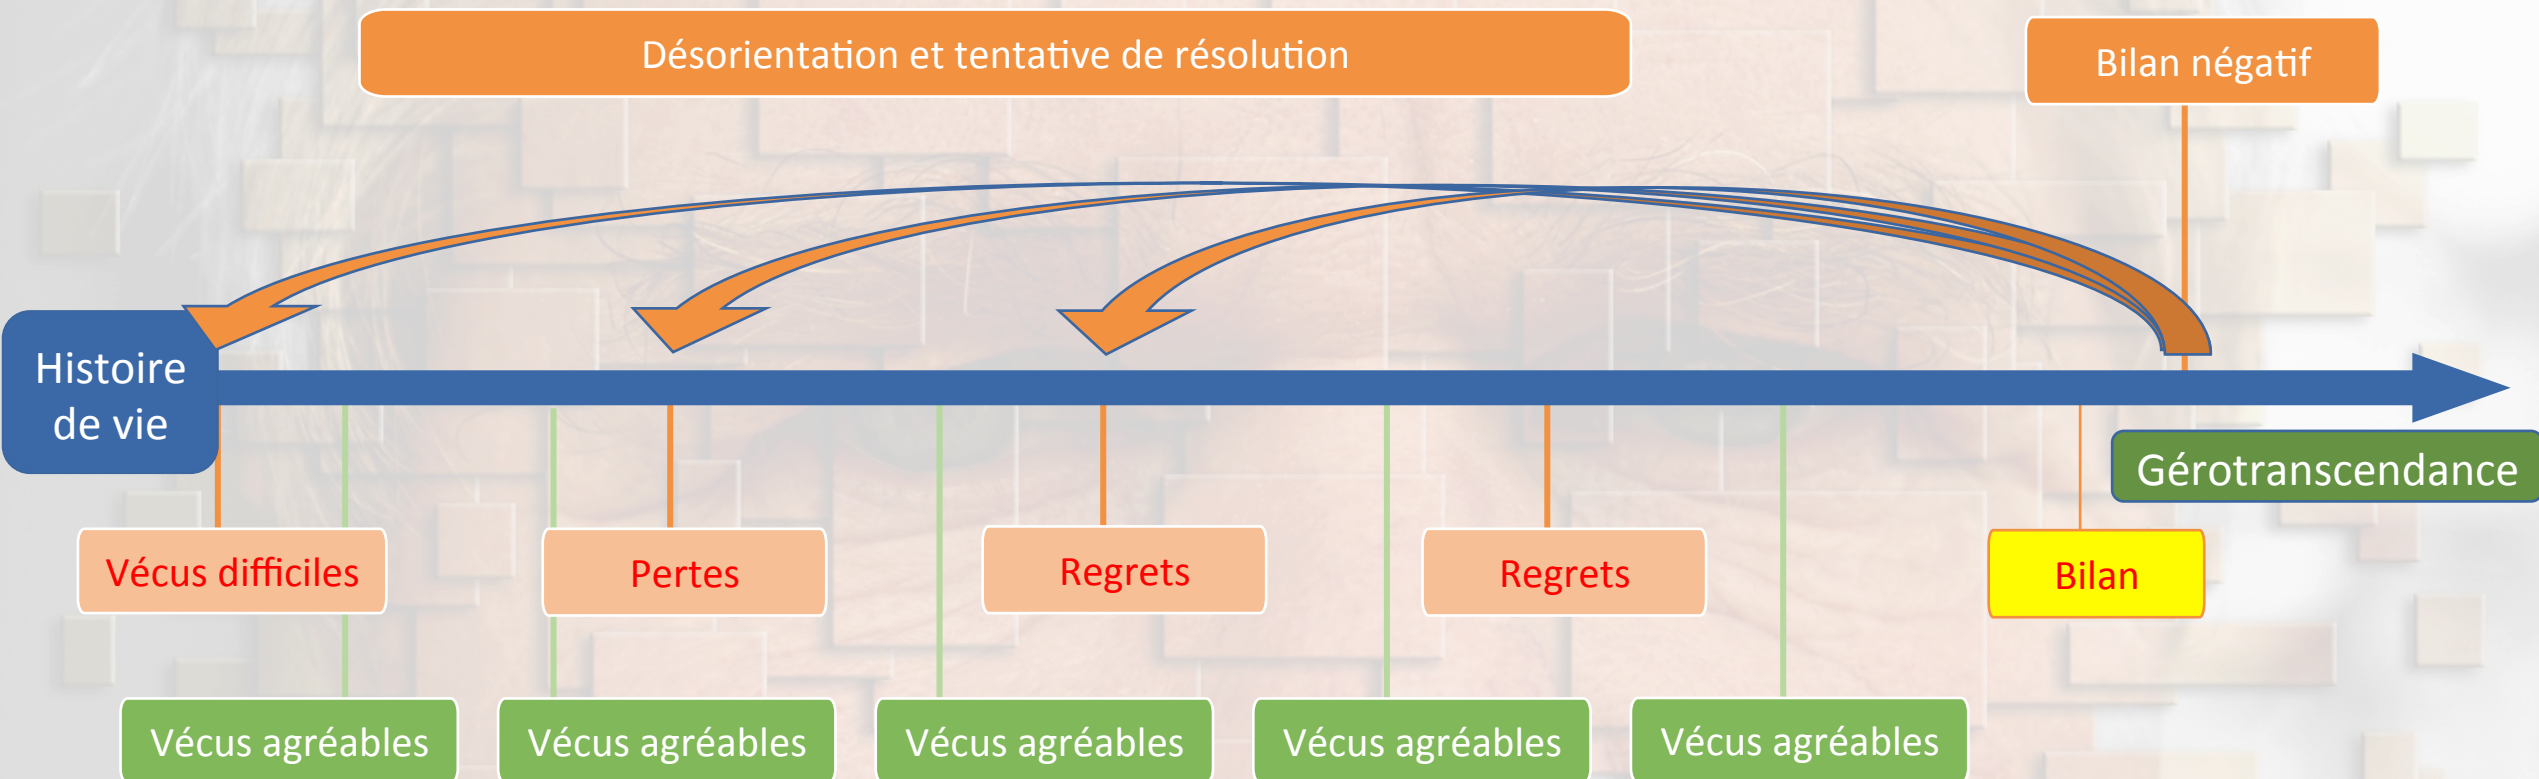 Désorientation et tentative de résolution
Bilan négatif
Histoire
de vie
Gérotranscendance
Vécus difficiles
Pertes
Regrets
Regrets
Bilan
Vécus agréables
Vécus agréables
Vécus agréables
Vécus agréables
Vécus agréables